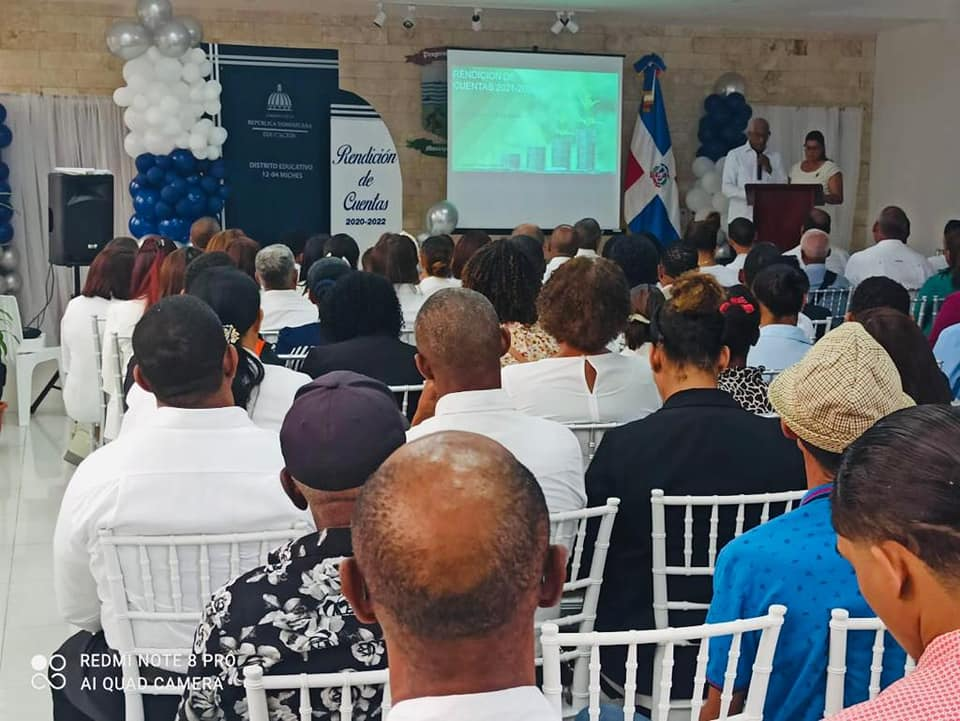 RENDICION DE
CUENTAS 2021-20
REPÚBLICA DOMINICANA
EDUCACIÓN
DISTRITO EDUCATIVO
12-04 MICHES
Rendición
de
Cuentas
2020-2022
REDMI NOTE 8 PRO
AI QUAD CAMERA